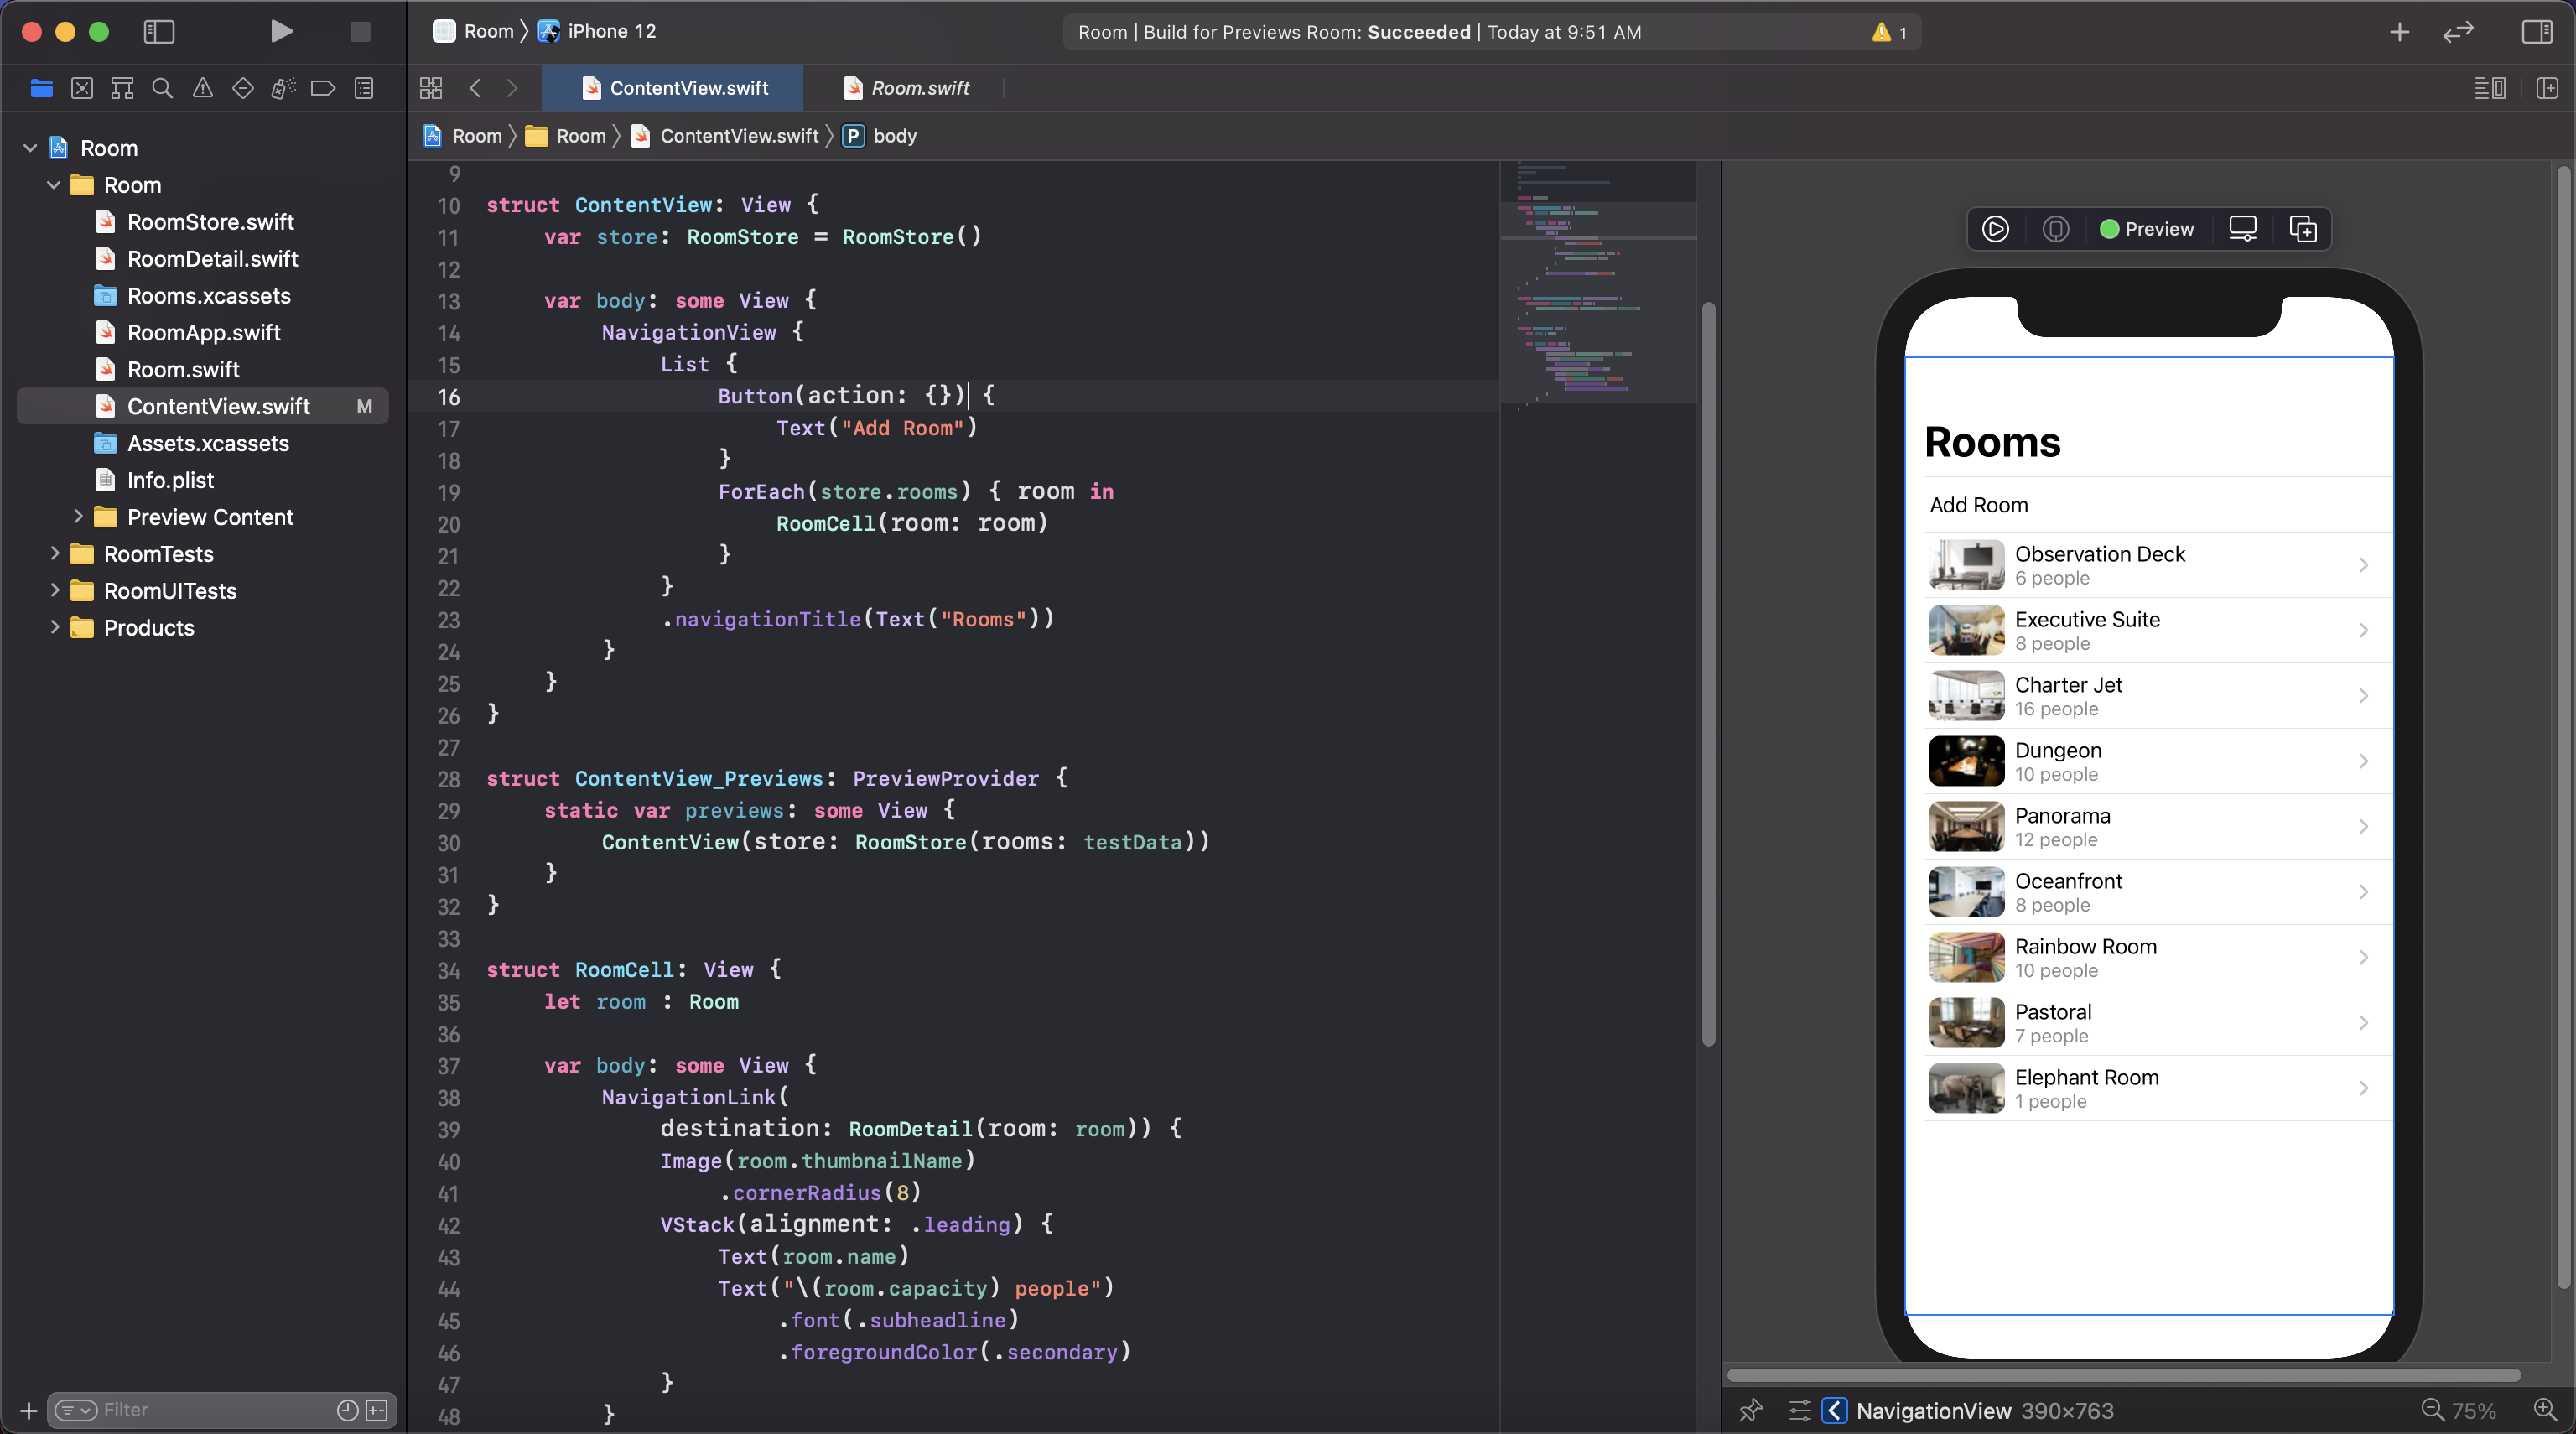 Room
iPhone 12
Room | Build for Previews Room: Succeeded | Today at 9:51 AM
1
ContentView.swift
Room.swift
Room
Room
ContentView.swift
P
body
Room
Room
RoomStore.swift
RoomDetail.swift
Rooms.xcassets
RoomApp.swift
Room.swift
ContentView.swift M
Assets.xcassets
Info.plist
Preview Content
RoomTests
RoomUITests
Products
Filter
9
10 struct ContentView: View {
11 var store: RoomStore = RoomStore()
12
13 var body: some View {
14 NavigationView {
15 List {
16 Button(action: {}) {
17 Text("Add Room")
18 }
19 ForEach(store.rooms) { room in
20 RoomCell(room: room)
21 }
22 }
23 .navigationTitle(Text("Rooms"))
24 }
25 }
26 }
27
28 struct ContentView_Previews: PreviewProvider {
29 static var previews: some View {
30 ContentView(store: RoomStore(rooms: testData))
31 }
32 }
33
34 struct RoomCell: View {
35 let room : Room
36
37 var body: some View {
38 NavigationLink(
39 destination: RoomDetail(room: room)) {
40 Image(room.thumbnailName)
41 .cornerRadius(8)
42 VStack(alignment: .leading) {
43 Text(room.name)
44 Text("\(room.capacity) people")
45 .font(.subheadline)
46 .foregroundColor(.secondary)
47 }
48 }
Preview
Rooms
Add Room
Observation Deck
6 people
Executive Suite
8 people
Charter Jet
16 people
Dungeon
10 people
Panorama
12 people
Oceanfront
8 people
Rainbow Room
10 people
Pastoral
7 people
Elephant Room
1 people
NavigationView 390×763
75%